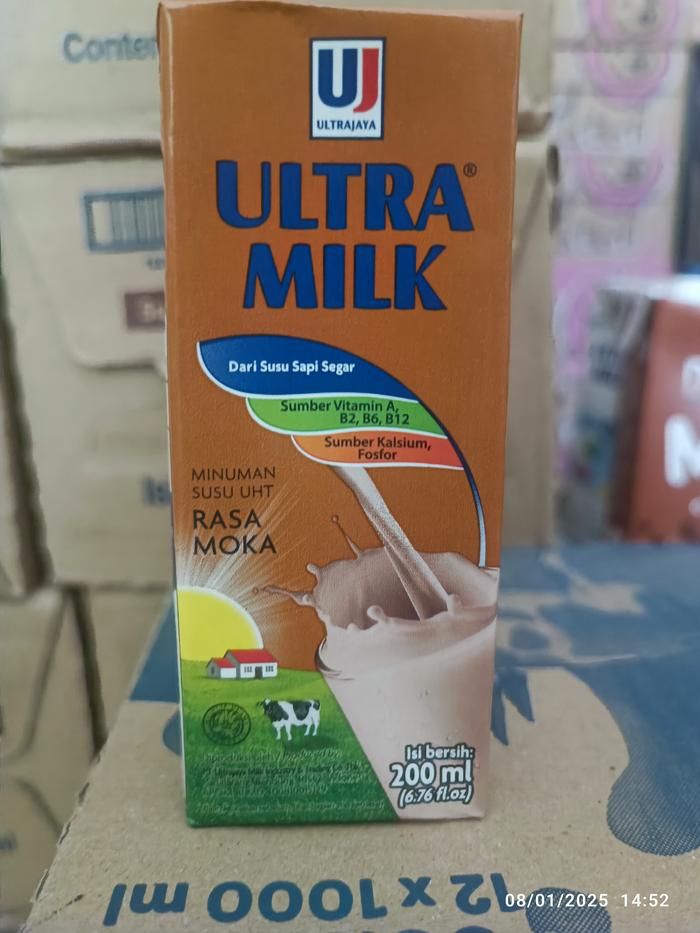 Conten
UJ
ULTRAJAYA
ULTRA®
MILK
Dari Susu Sapi Segar
Sumber Vitamin A,
B2, B6, B12
Sumber Kalsium,
Fosfor
MINUMAN
SUSU UHT
RASA
MOKA
Isi bersih:
200 ml
(6.76 fl.oz)
12 x 1000 ml
08/01/2025 14:52